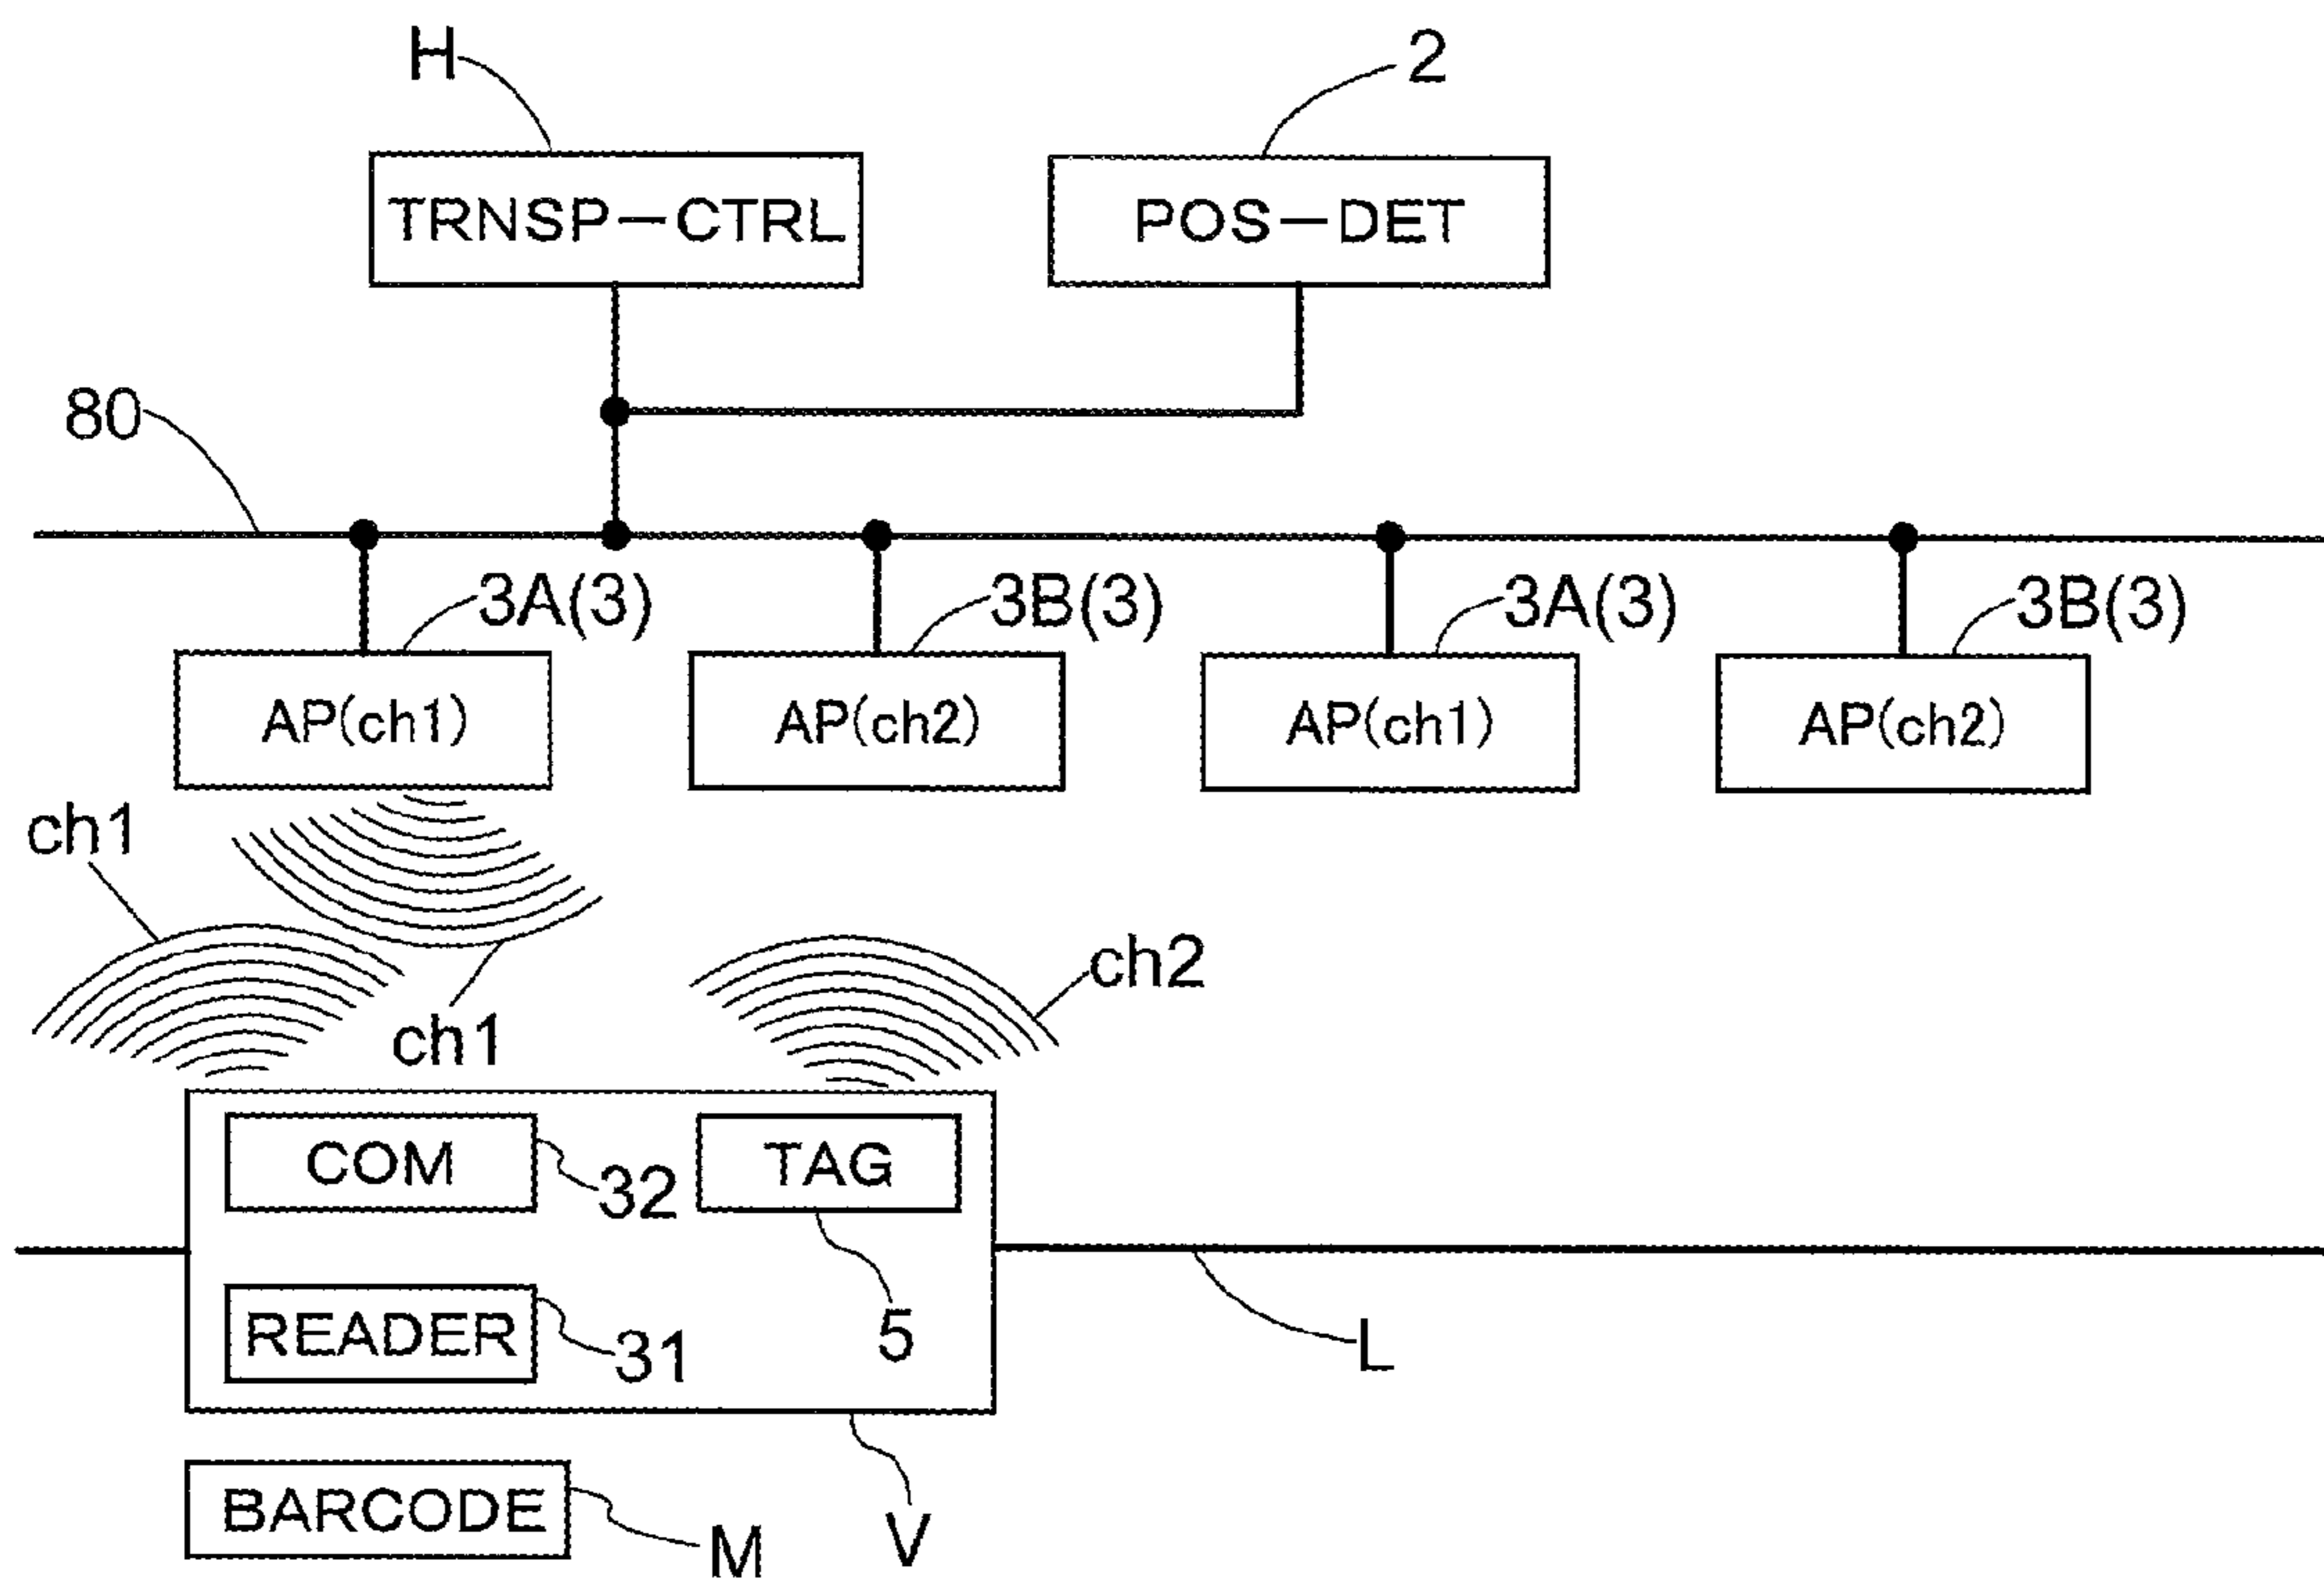 H
2
TRNSP-CTRL
POS-DET
80
3A(3)
3B(3)
3A(3)
3B(3)
AP(ch1)
AP(ch2)
AP(ch1)
AP(ch2)
ch1
ch2
ch1
COM
TAG
32
READER
31
5
L
BARCODE
M
V